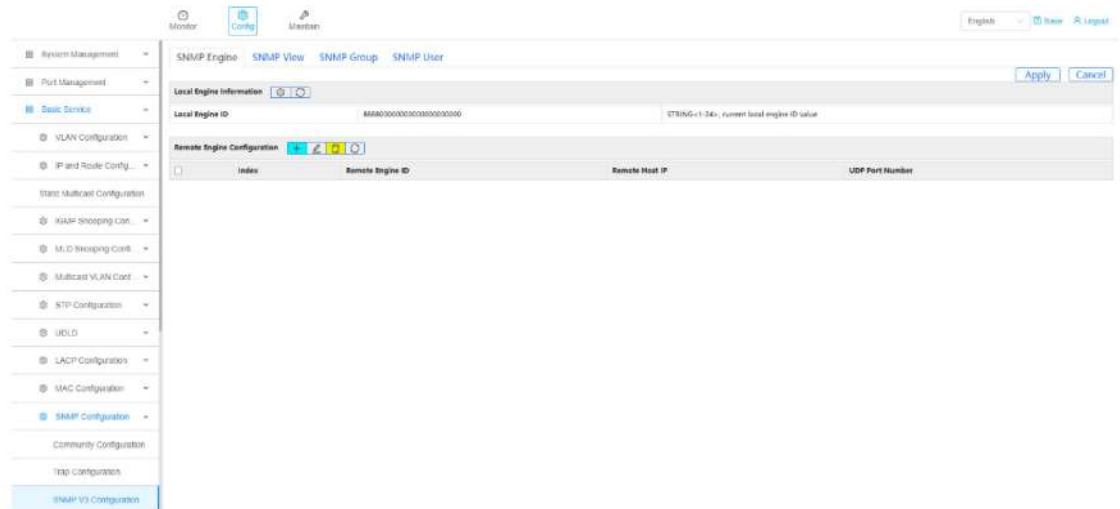 Monitor
Config
Maintain
English
Save
Logout
System Management
Port Management
Basic Service
VLAN Configuration
IP and Route Config...
Static Multicast Configuration
IGMP Snooping Con...
MLD Snooping Confi...
Multicast VLAN Conf...
STP Configuration
UDLD
LACP Configuration
MAC Configuration
SNMP Configuration
Community Configuration
Trap Configuration
SNMP V3 Configuration
SNMP Engine SNMP View SNMP Group SNMP User
Apply Cancel
Local Engine Information
Local Engine ID STRING<1-24>, current local engine ID value
Remote Engine Configuration
Index Remote Engine ID Remote Host IP UDP Port Number